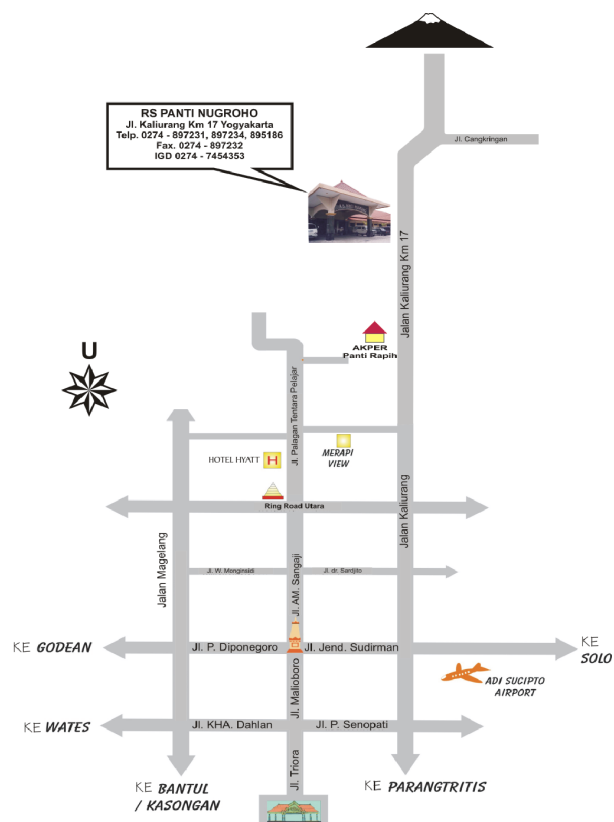 RS PANTI NUGROHO
Jl. Kaliurang Km 17 Yogyakarta
Telp. 0274 - 897231, 897234, 895186
Fax. 0274 - 897232
IGD 0274 - 7454353
Jl. Cangkringan
Jalan Kaliurang Km 17
AKPER
Panti Rapih
U
Jl. Palagan Tentara Pelajar
HOTEL HYATT
H
MERAPI
VIEW
Ring Road Utara
Jalan Kaliurang
Jalan Magelang
Jl. W. Monginsidi
Jl. AM. Sangaji
Jl. dr. Sardjito
KE GODEAN
Jl. P. Diponegoro
Jl. Jend. Sudirman
KE
SOLO
Jl. Malioboro
ADI SUCIPTO
AIRPORT
KE WATES
Jl. KHA. Dahlan
Jl. P. Senopati
Jl. Triora
KE BANTUL
/ KASONGAN
KE PARANGTRITIS